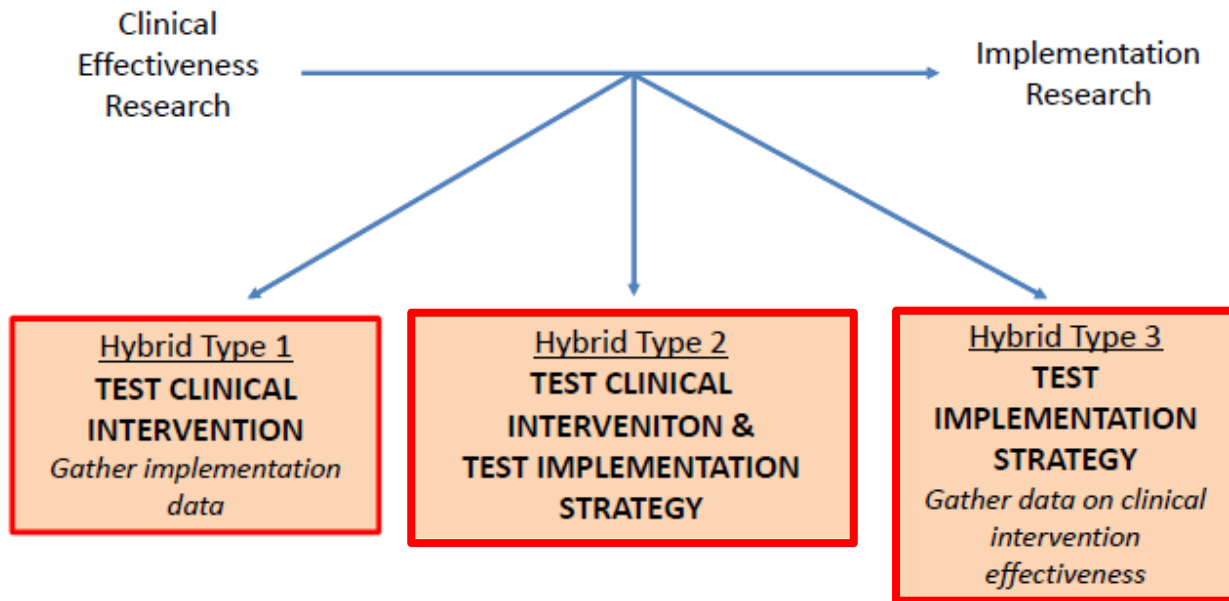 Clinical
Effectiveness
Research
Implementation
Research
Hybrid Type 1
TEST CLINICAL
INTERVENTION
Gather implementation
data
Hybrid Type 2
TEST CLINICAL
INTERVENITON &
TEST IMPLEMENTATION
STRATEGY
Hybrid Type 3
TEST
IMPLEMENTATION
STRATEGY
Gather data on clinical
intervention
effectiveness